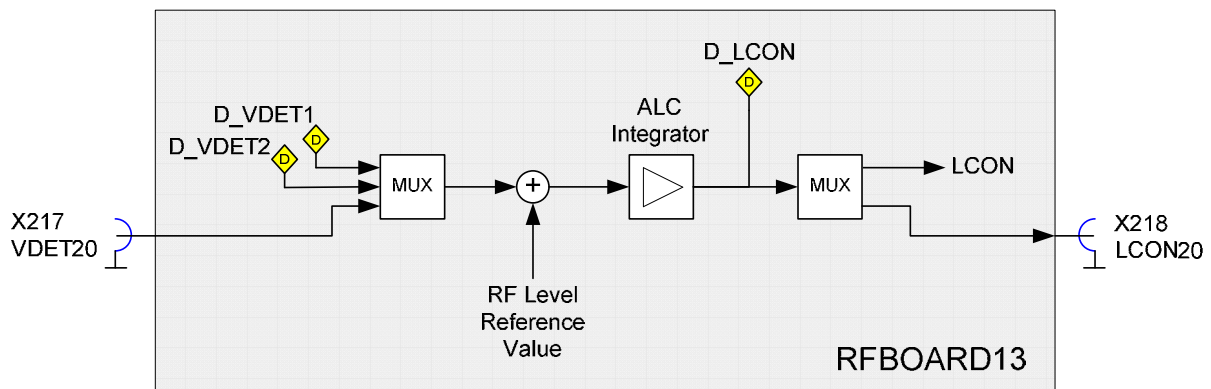 D_LCON
D_VDET1
D
D
D_VDET2
D
ALC
Integrator
MUX
+
MUX
LCON
X217
VDET20
X218
LCON20
RF Level
Reference
Value
RFBOARD13